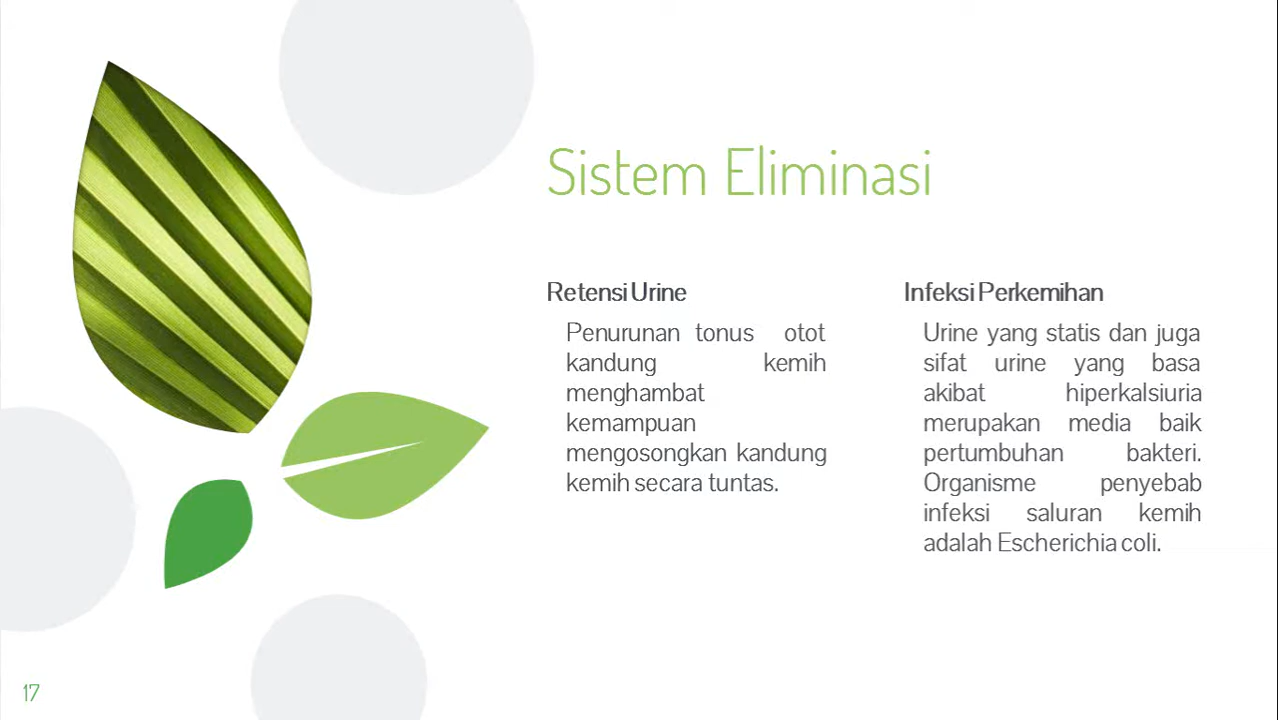 Sistem Eliminasi
Retensi Urine
Penurunan tonus otot
kandung kemih
menghambat
kemampuan
mengosongkan kandung
kemih secara tuntas.
Infeksi Perkemihan
Urine yang statis dan juga
sifat urine yang basa
akibat hiperkalsiuria
merupakan media baik
pertumbuhan bakteri.
Organisme penyebab
infeksi saluran kemih
adalah Escherichia coli.
17